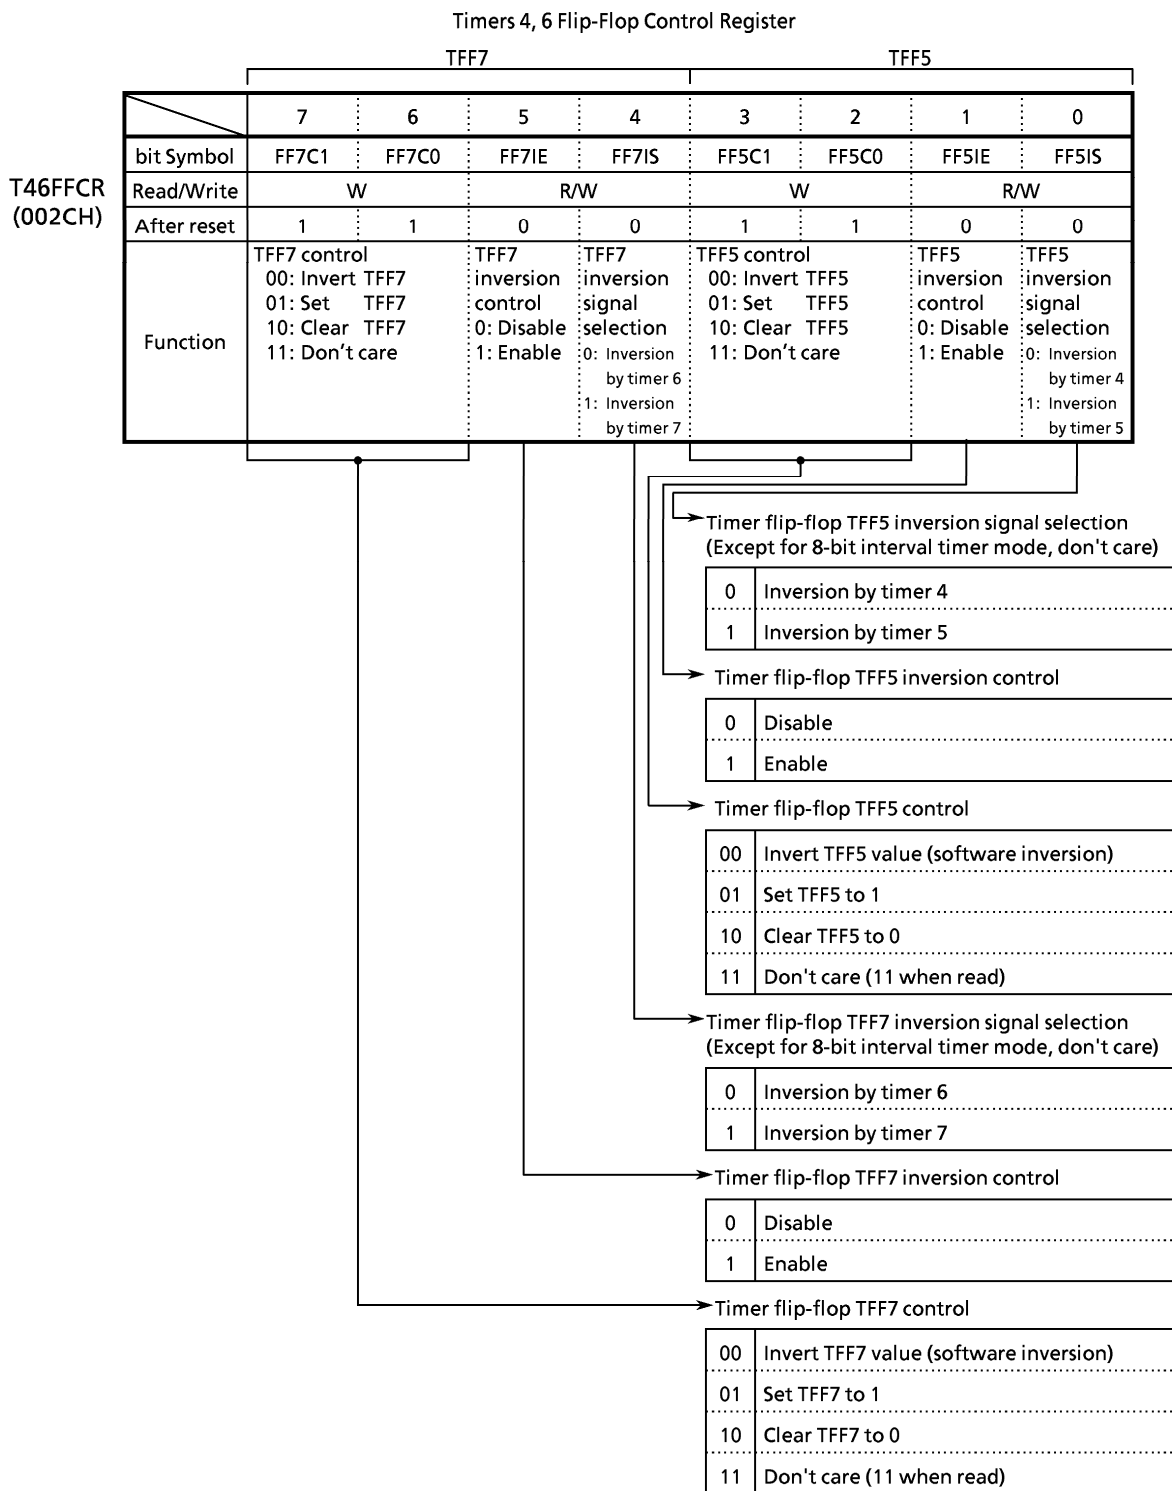 Timers 4, 6 Flip-Flop Control Register
TFF7 TFF5
7 6 5 4 3 2 1 0
bit Symbol FF7C1 FF7C0 FF7IE FF7IS FF5C1 FF5C0 FF5IE FF5IS
T46FFCR
(002CH)
Read/Write W R/W W R/W
After reset 1 1 0 0 1 1 0 0
Function
TFF7 control
00: Invert TFF7
01: Set TFF7
10: Clear TFF7
11: Don't care
TFF7
inversion
control
0: Disable
1: Enable
TFF7
inversion
signal
selection
0: Inversion
by timer 6
1: Inversion
by timer 7
TFF5 control
00: Invert TFF5
01: Set TFF5
10: Clear TFF5
11: Don't care
TFF5
inversion
control
0: Disable
1: Enable
TFF5
inversion
signal
selection
0: Inversion
by timer 4
1: Inversion
by timer 5
Timer flip-flop TFF5 inversion signal selection
(Except for 8-bit interval timer mode, don't care)
0 Inversion by timer 4
1 Inversion by timer 5
Timer flip-flop TFF5 inversion control
0 Disable
1 Enable
Timer flip-flop TFF5 control
00 Invert TFF5 value (software inversion)
01 Set TFF5 to 1
10 Clear TFF5 to 0
11 Don't care (11 when read)
Timer flip-flop TFF7 inversion signal selection
(Except for 8-bit interval timer mode, don't care)
0 Inversion by timer 6
1 Inversion by timer 7
Timer flip-flop TFF7 inversion control
0 Disable
1 Enable
Timer flip-flop TFF7 control
00 Invert TFF7 value (software inversion)
01 Set TFF7 to 1
10 Clear TFF7 to 0
11 Don't care (11 when read)